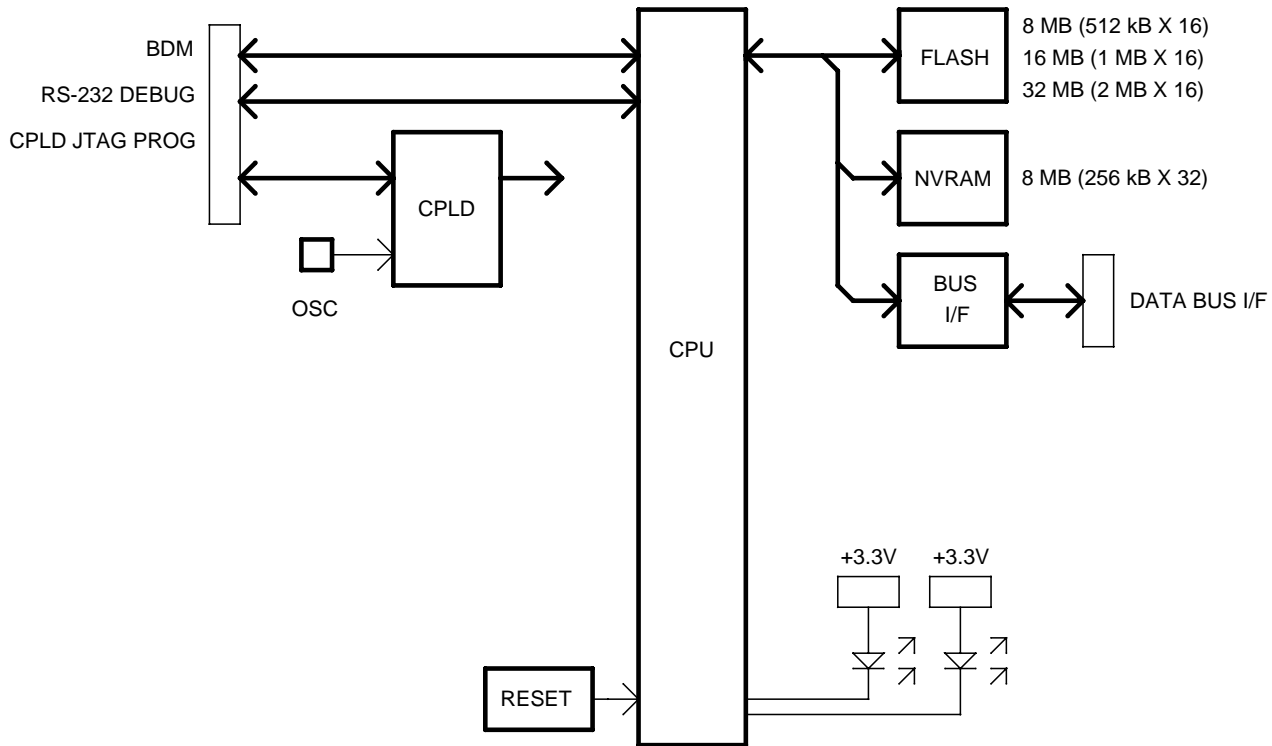 BDM
RS-232 DEBUG
CPLD JTAG PROG
CPLD
OSC
CPU
FLASH
8 MB (512 kB X 16)
16 MB (1 MB X 16)
32 MB (2 MB X 16)
NVRAM
8 MB (256 kB X 32)
BUS
I/F
DATA BUS I/F
+3.3V
+3.3V
RESET